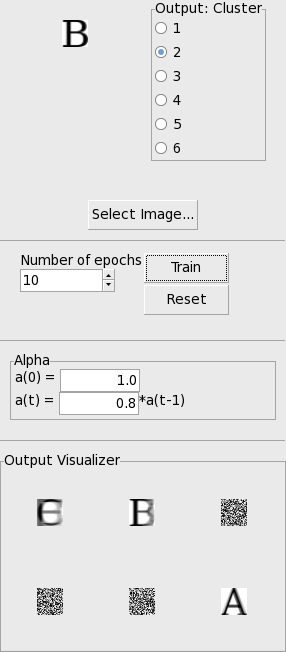 B
Output: Cluster
1
2
3
4
5
6
Select Image...
Number of epochs
10
Train
Reset
Alpha
a(0) = 1.0
a(t) = 0.8 *a(t-1)
Output Visualizer
B
A